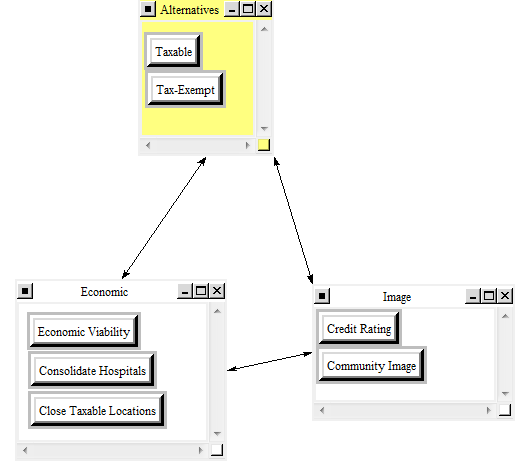 Alternatives
Taxable
Tax-Exempt
Economic
Economic Viability
Consolidate Hospitals
Close Taxable Locations
Image
Credit Rating
Community Image